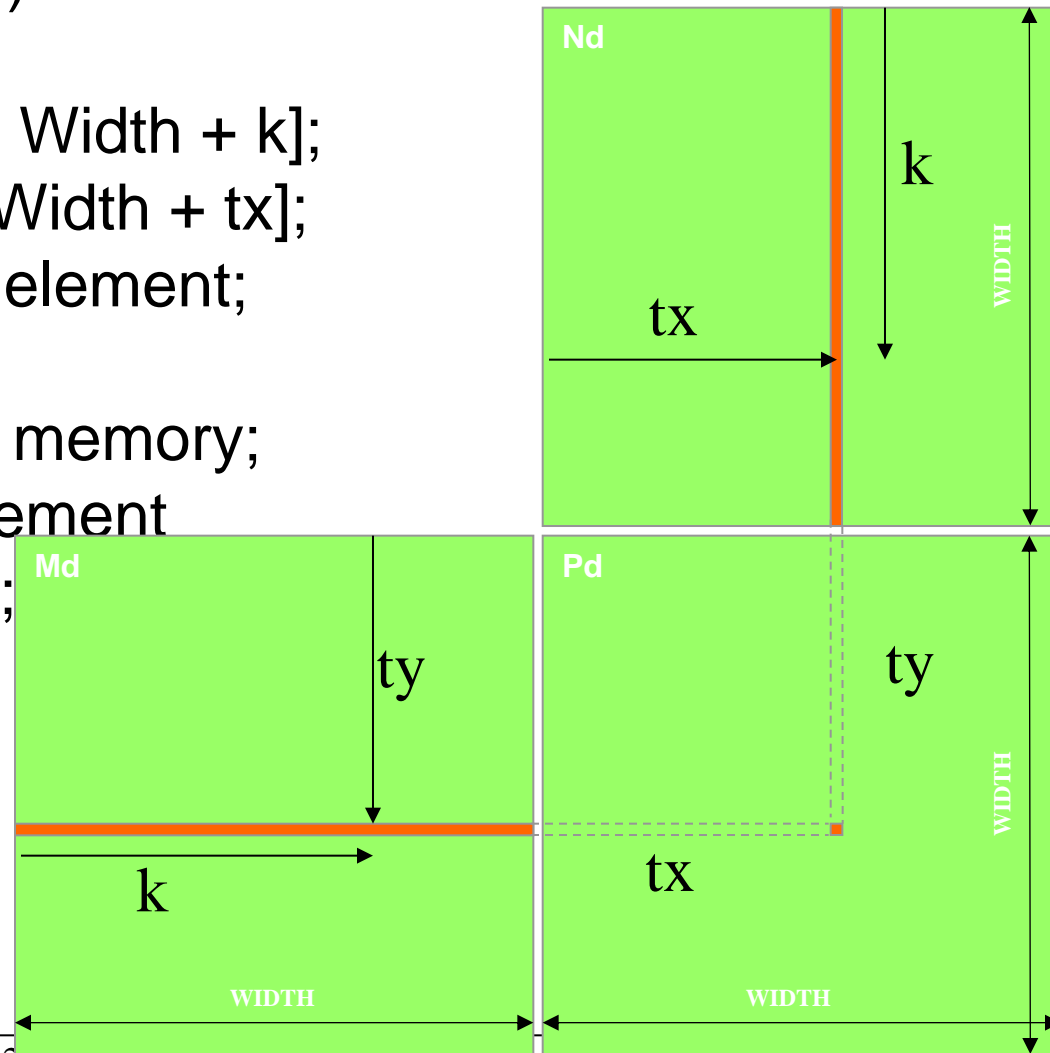 )
Width + k];
Width + tx];
element;
memory;
ement
;
Nd
k
WIDTH
tx
Md
ty
k
WIDTH
Pd
ty
WIDTH
tx
WIDTH